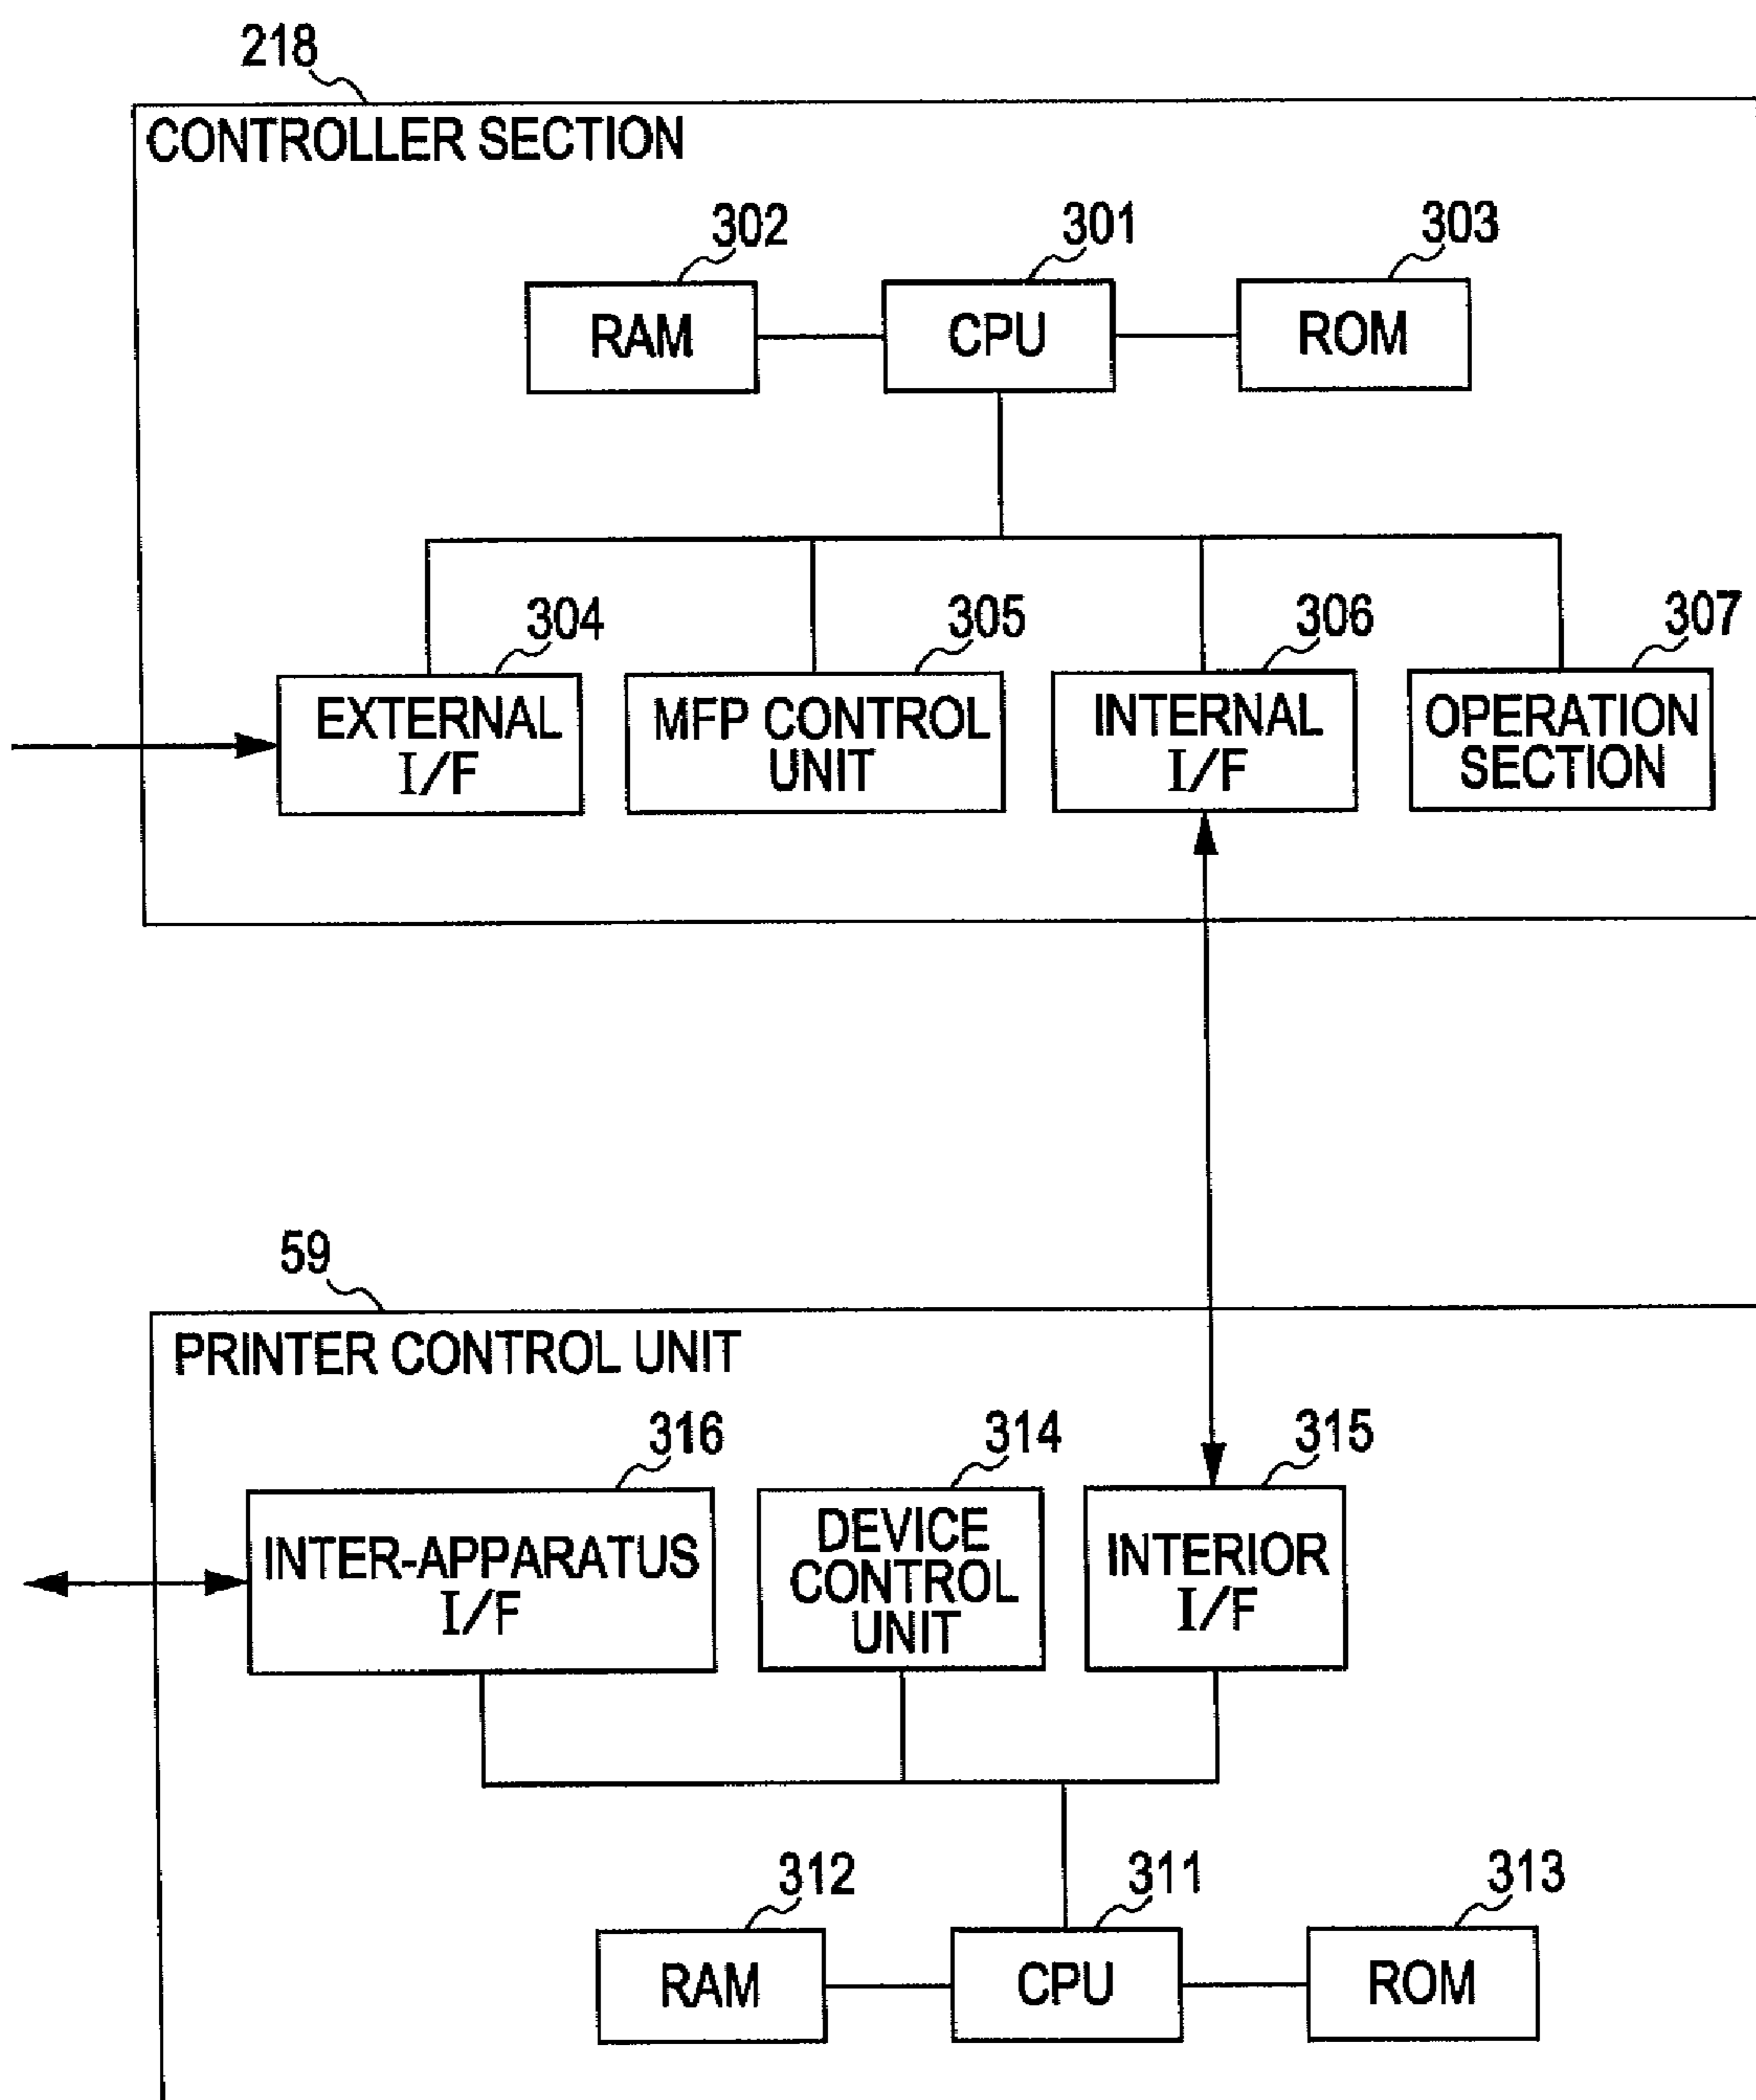 218
CONTROLLER SECTION
302
301
303
RAM
CPU
ROM
304
305
306
307
EXTERNAL
I/F
MFP CONTROL
UNIT
INTERNAL
I/F
OPERATION
SECTION
59
PRINTER CONTROL UNIT
316
314
315
INTER-APPARATUS
I/F
DEVICE
CONTROL
UNIT
INTERIOR
I/F
312
311
313
RAM
CPU
ROM